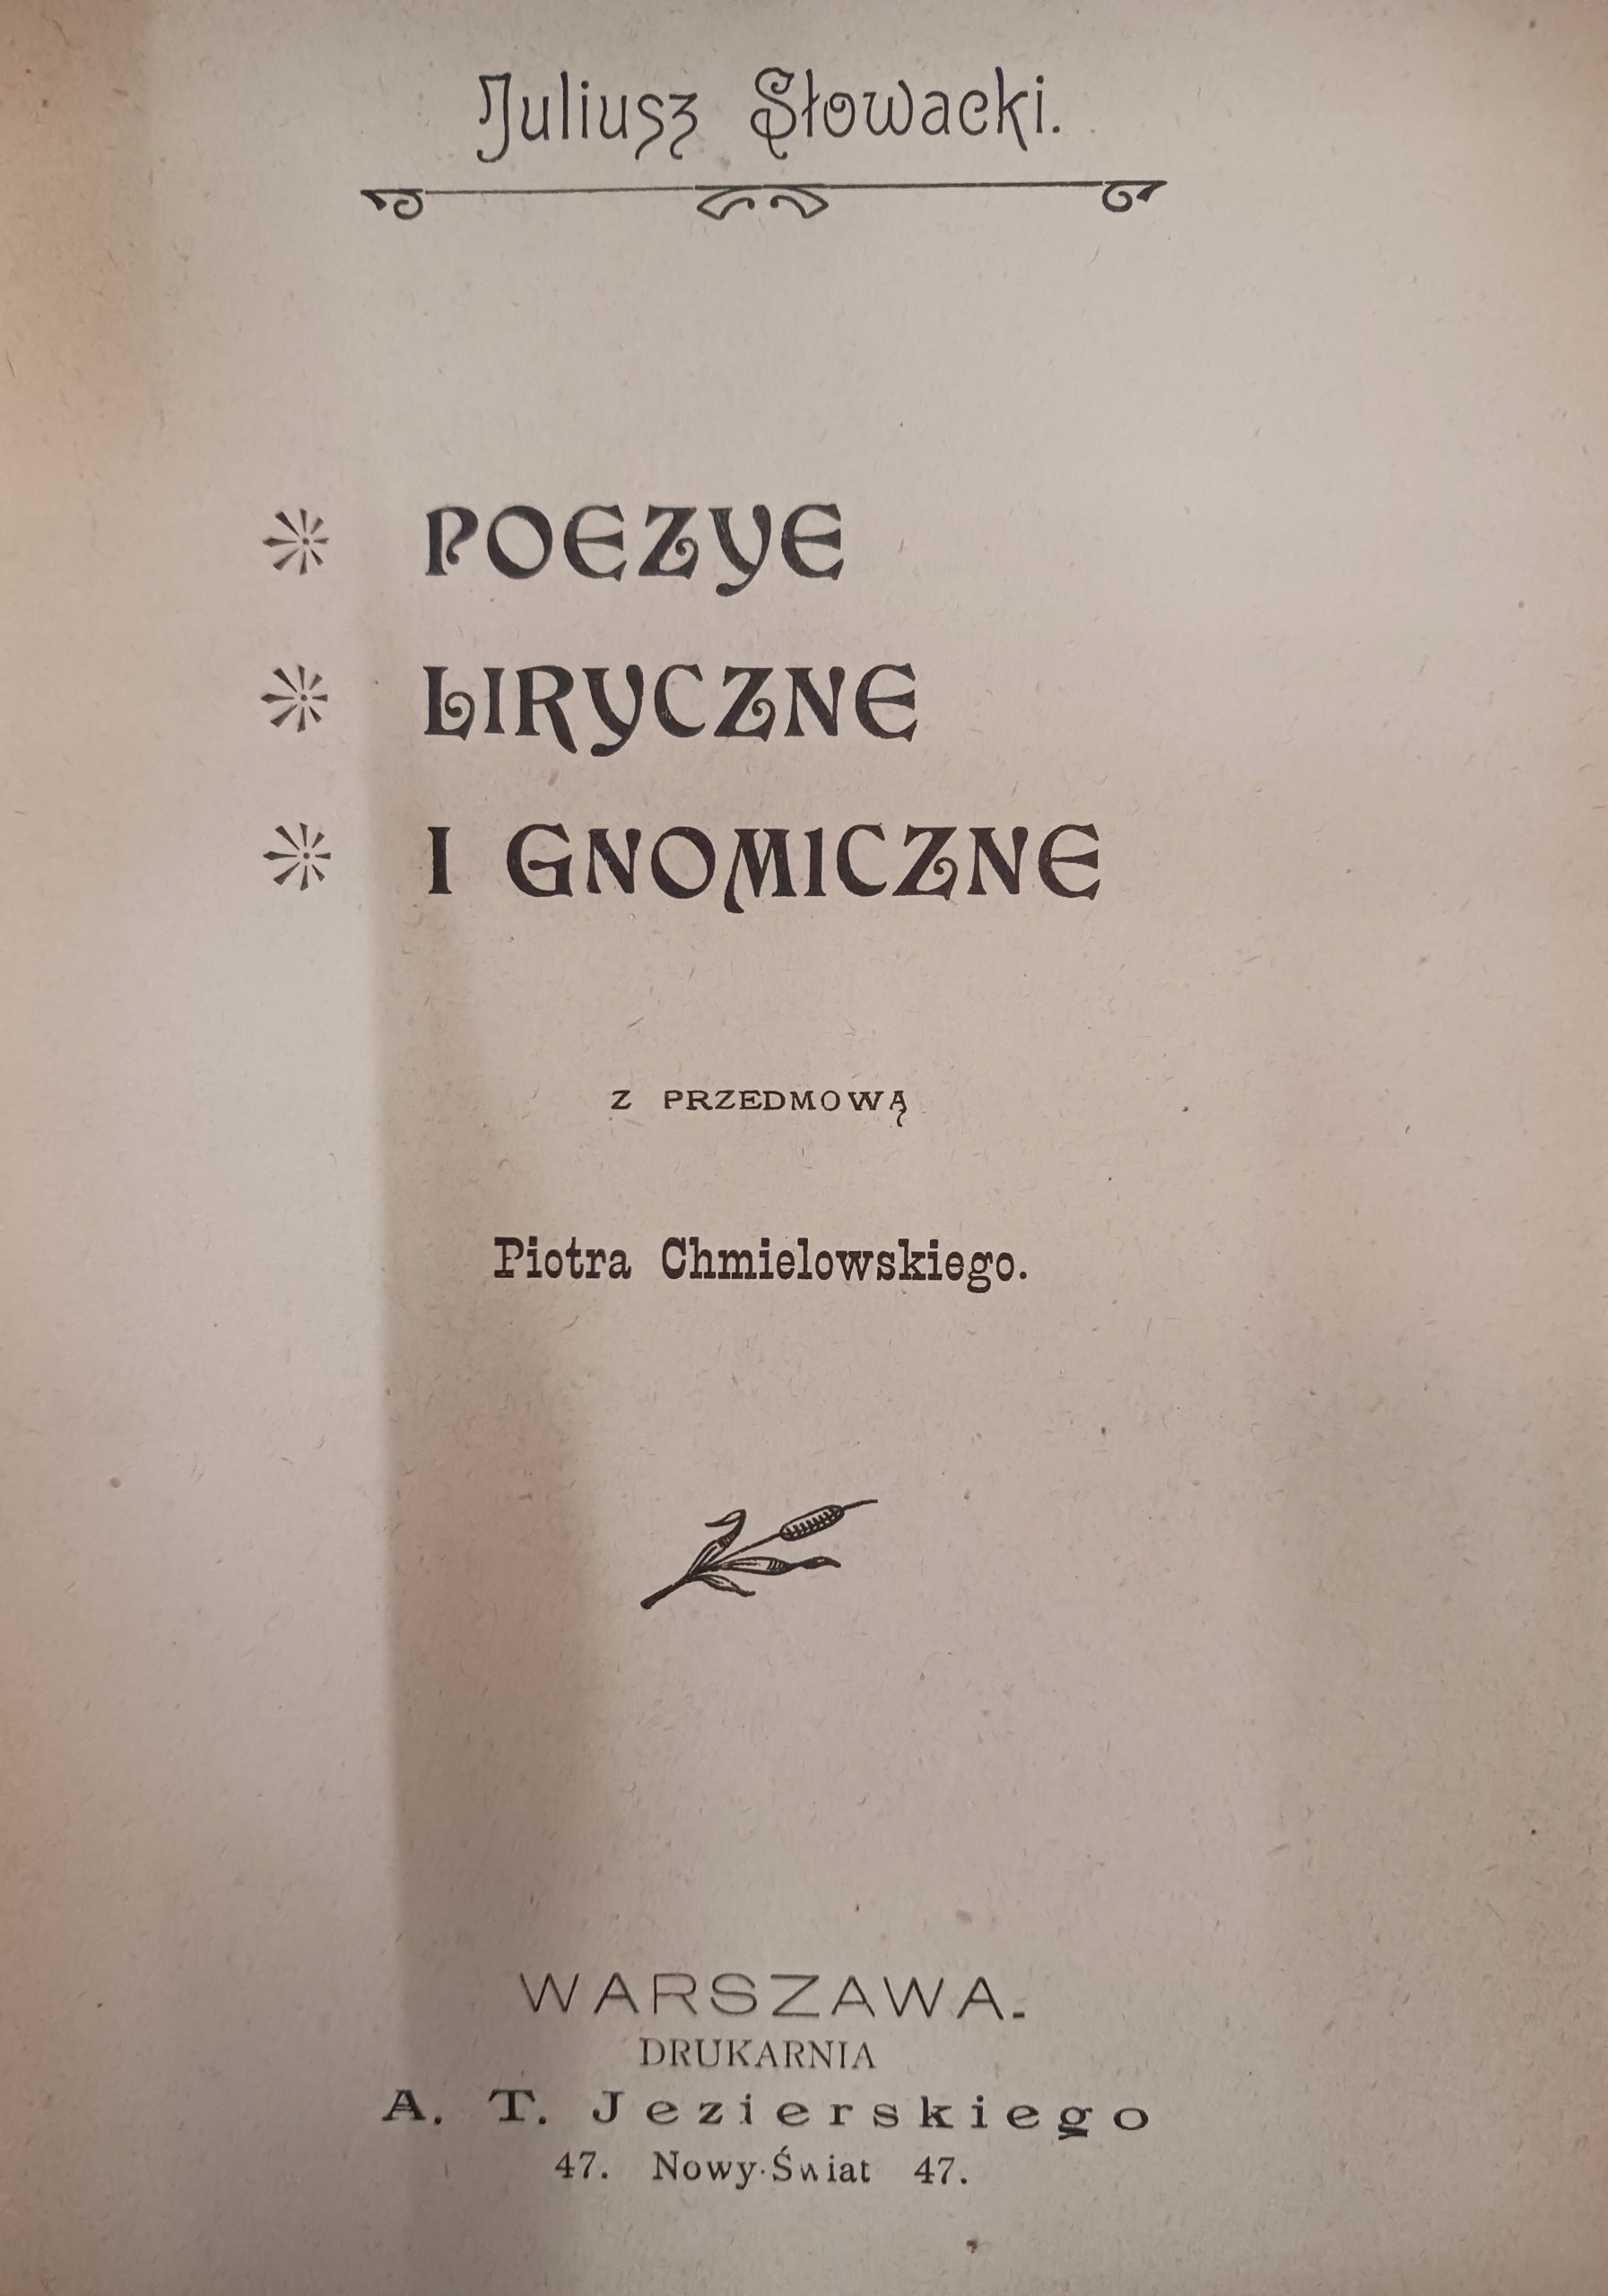 Juliusz Słowacki.
POEZYE
LIRYCZNE
I GNOMICZNE
Z PRZEDMOWĄ
Piotra Chmielowskiego.
WARSZAWA.
DRUKARNIA
A. T. Jezierskiego
47. Nowy-Świat 47.